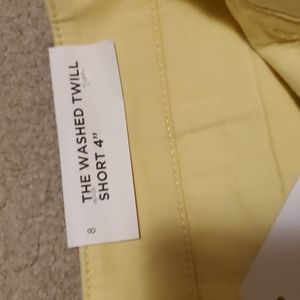 THE WASHED TWILL
SHORT 4"
8